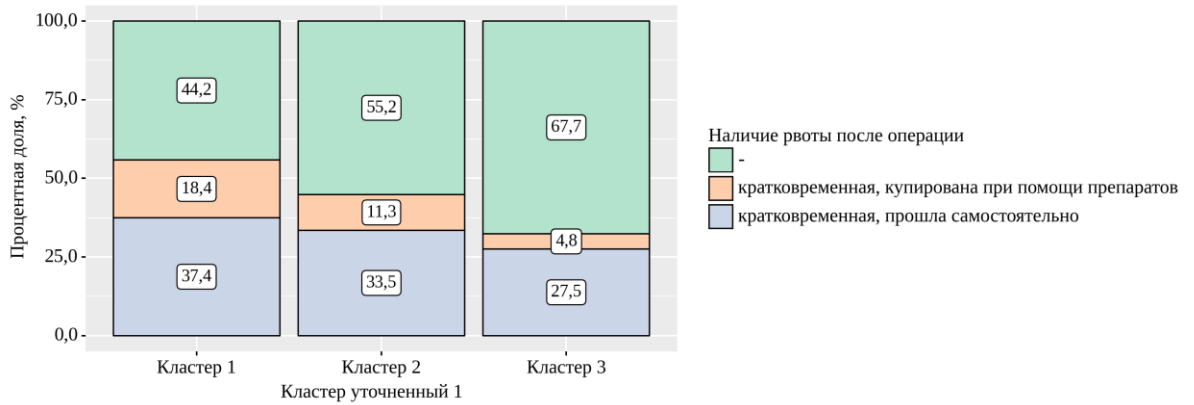 Процентная доля, %
100,0
75,0
50,0
25,0
0,0
44,2
18,4
37,4
55,2
11,3
33,5
67,7
4,8
27,5
Кластер 1
Кластер 2
Кластер 3
Кластер уточненный 1
Наличие рвоты после операции
-
кратковременная, купирована при помощи препаратов
кратковременная, прошла самостоятельно